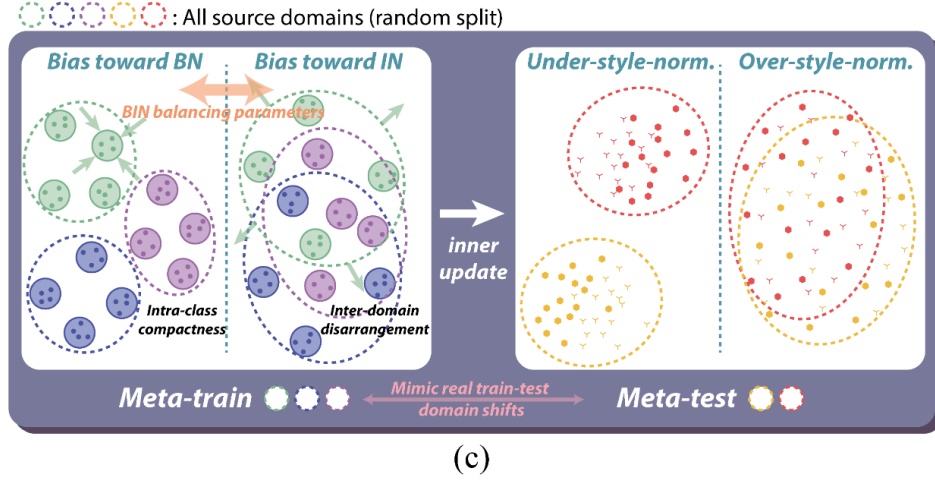 : All source domains (random split)
Bias toward BN
Bias toward IN
BIN balancing parameters
Intra-class
compactness
Inter-domain
disarrangement
inner
update
Under-style-norm.
Over-style-norm.
Meta-train
Mimic real train-test
domain shifts
Meta-test
(c)